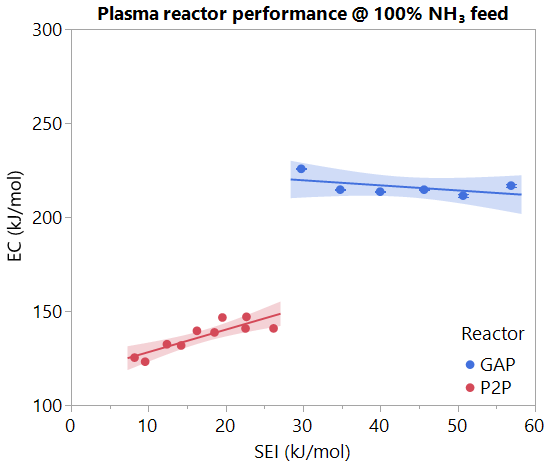 Plasma reactor performance @ 100% NH₃ feed
300
250
200
150
100
EC (kJ/mol)
0 10 20 30 40 50 60
SEI (kJ/mol)
Reactor
GAP
P2P